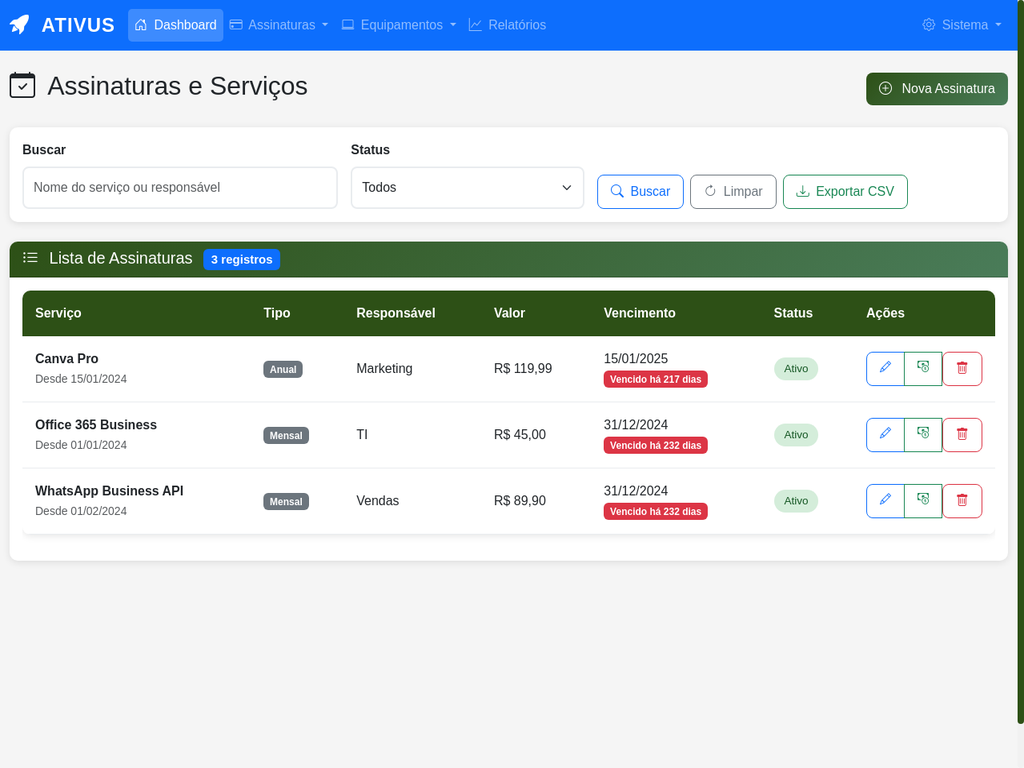 ATIVUS Dashboard Assinaturas Equipamentos Relatórios Sistema
Assinaturas e Serviços
Nova Assinatura
Buscar Status
Nome do serviço ou responsável Todos Buscar Limpar Exportar CSV
Lista de Assinaturas 3 registros
Serviço Tipo Responsável Valor Vencimento Status Ações
Canva Pro
Desde 15/01/2024
Anual
Marketing
R$ 119,99
15/01/2025
Vencido há 217 dias
Ativo
Office 365 Business
Desde 01/01/2024
Mensal
TI
R$ 45,00
31/12/2024
Vencido há 232 dias
Ativo
WhatsApp Business API
Desde 01/02/2024
Mensal
Vendas
R$ 89,90
31/12/2024
Vencido há 232 dias
Ativo